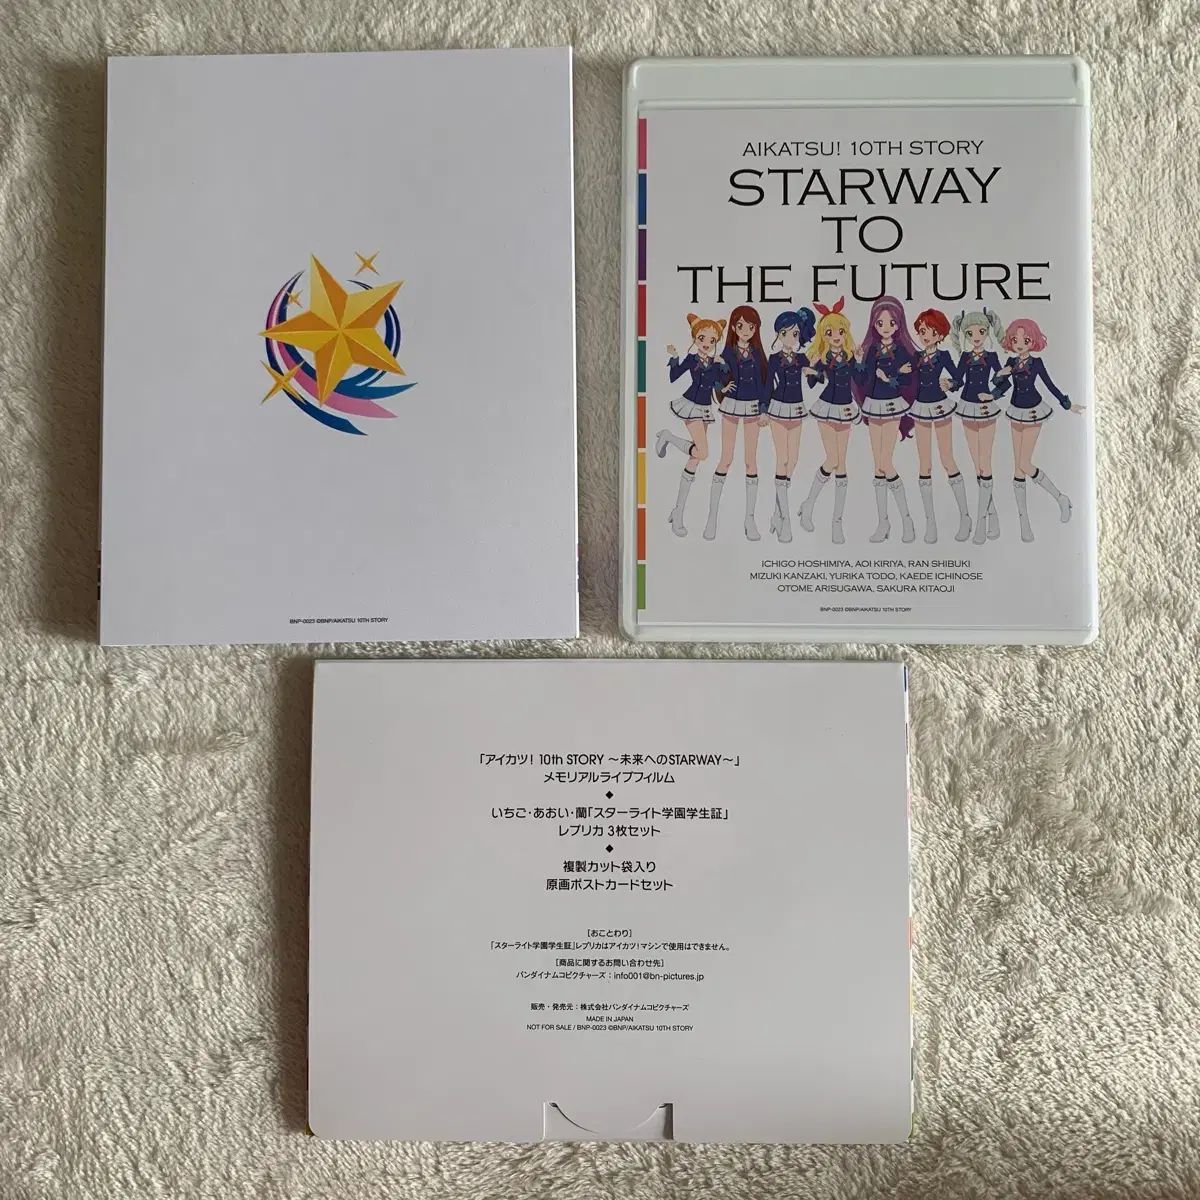 BNP-0023 ©BNP/AIKATSU 10TH STORY
AIKATSU! 10TH STORY
STARWAY
TO
THE FUTURE
ICHIGO HOSHIMIYA, AOI KIRIYA, RAN SHIBUKI
MIZUKI KANZAKI, YURIKA TODO, KAEDE ICHINOSE
OTOME ARISUGAWA, SAKURA KITAOJI
BNP-0023 ©BNP/AIKATSU 10TH STORY
「アイカツ! 10th STORY 〜未来へのSTARWAY〜」
メモリアルライブフィルム
◆
いちご・あおい・蘭「スターライト学園学生証」
レプリカ 3枚セット
◆
複製カット袋入り
原画ポストカードセット
[おことわり]
「スターライト学園学生証」レプリカはアイカツ!マシンで使用はできません。
[商品に関するお問い合わせ先]
バンダイナムコピクチャーズ：info001@bn-pictures.jp
販売・発売元：株式会社バンダイナムコピクチャーズ
MADE IN JAPAN
NOT FOR SALE / BNP-0023 ©BNP/AIKATSU 10TH STORY